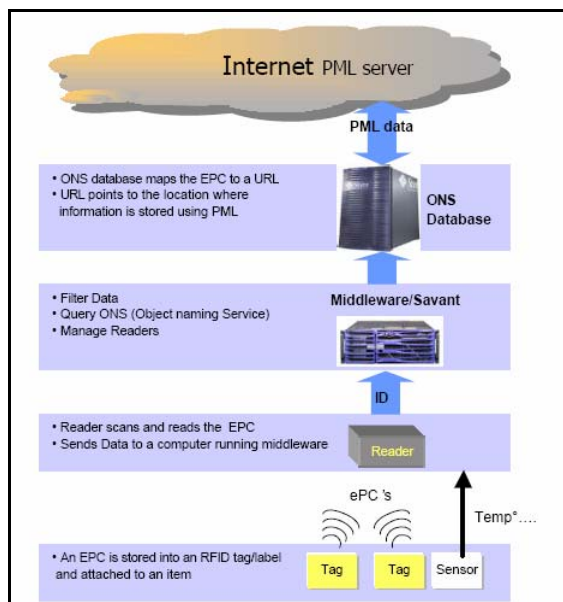 Internet PML server
PML data
• ONS database maps the EPC to a URL
• URL points to the location where
information is stored using PML
ONS
Database
• Filter Data
• Query ONS (Object naming Service)
• Manage Readers
Middleware/Savant
ID
• Reader scans and reads the EPC
• Sends Data to a computer running middleware
Reader
ePC 's
Temp°….
• An EPC is stored into an RFID tag/label
and attached to an item
Tag
Tag
Sensor